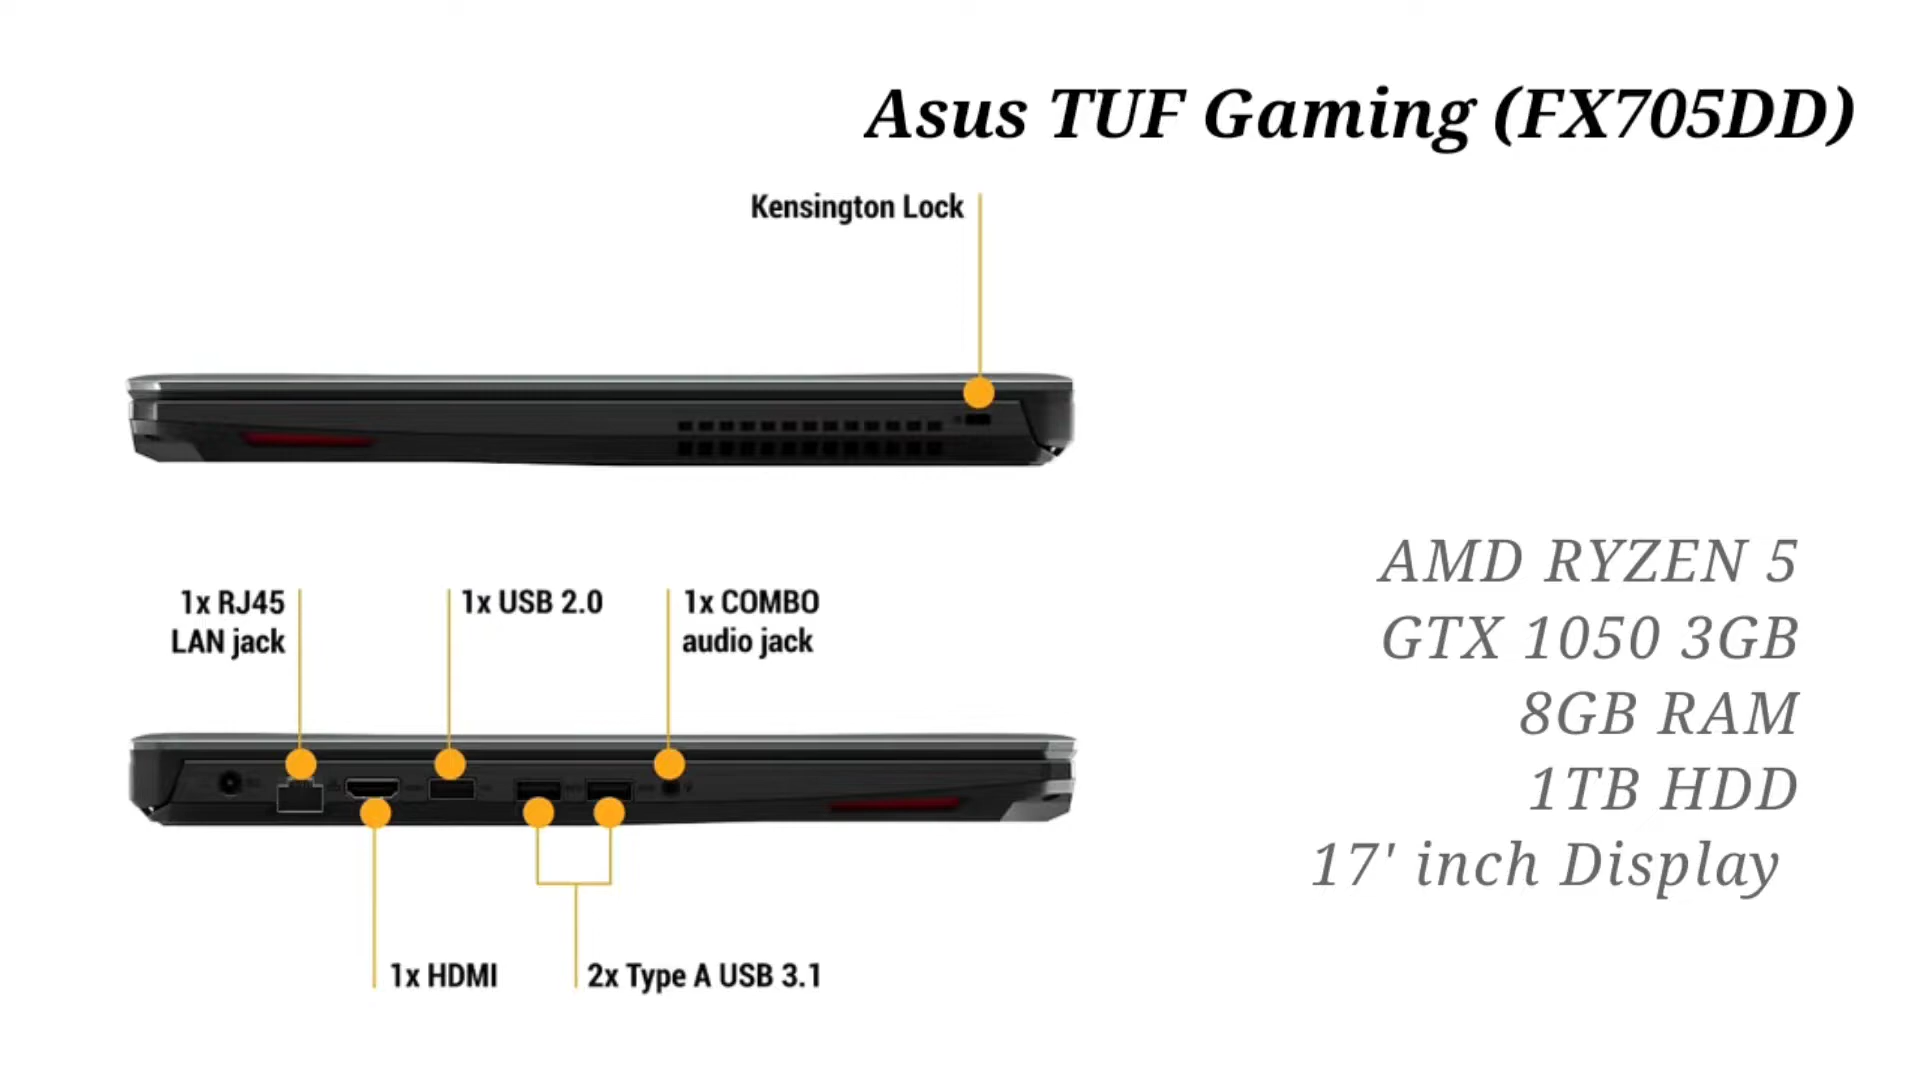 Asus TUF Gaming (FX705DD)
Kensington Lock
1x RJ45
LAN jack
1x USB 2.0
1x COMBO
audio jack
1x HDMI
2x Type A USB 3.1
AMD RYZEN 5
GTX 1050 3GB
8GB RAM
1TB HDD
17' inch Display